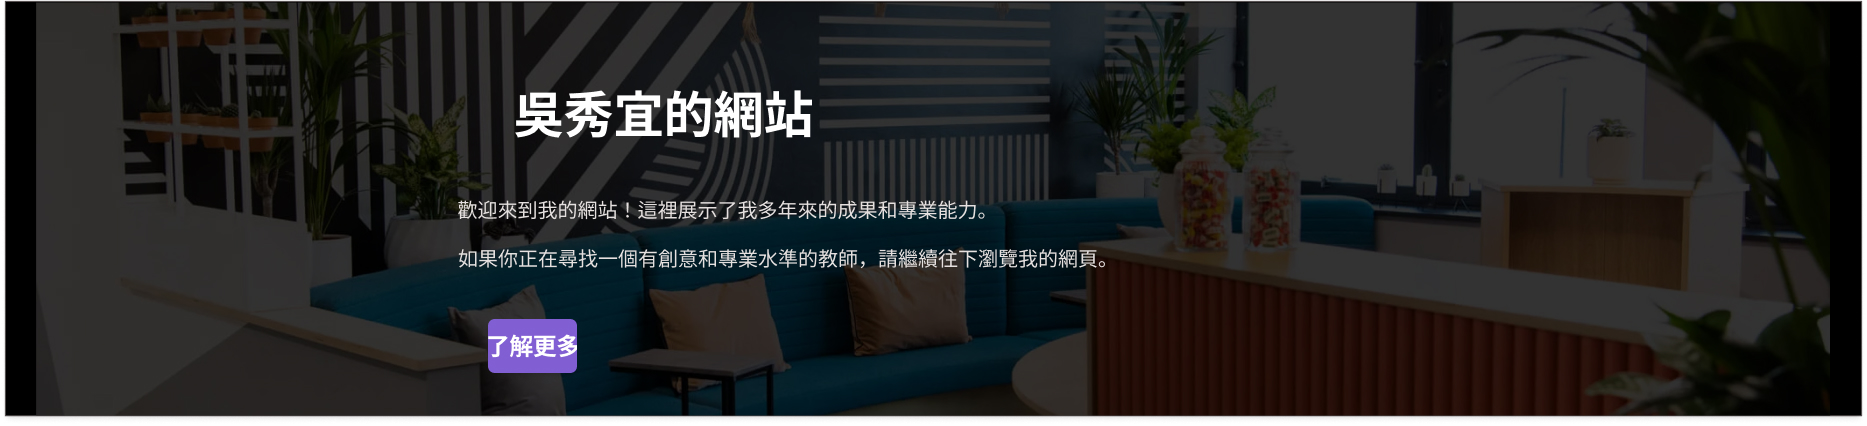 吳秀宜的網站
歡迎來到我的網站！這裡展示了我多年來的成果和專業能力。
如果你正在尋找一個有創意和專業水準的教師，請繼續往下瀏覽我的網頁。
了解更多